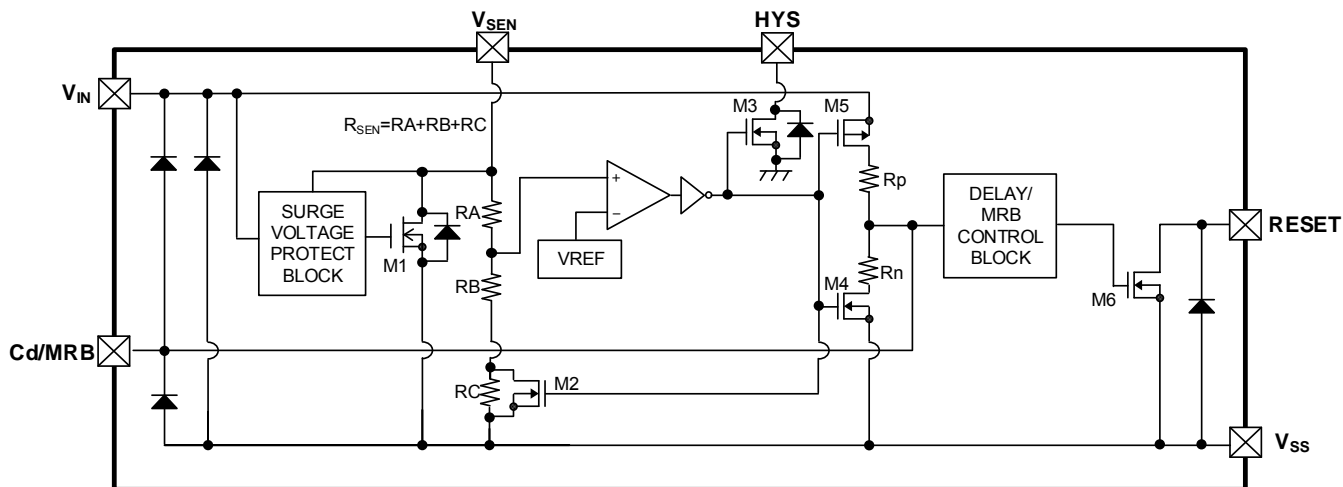 VSEN
HYS
VIN
RSEN=RA+RB+RC
M3
M5
Rp
SURGE
VOLTAGE
PROTECT
BLOCK
M1
RA
RB
+
−
VREF
DELAY/
MRB
CONTROL
BLOCK
RESET
Rn
M4
M6
Cd/MRB
RC
M2
VSS